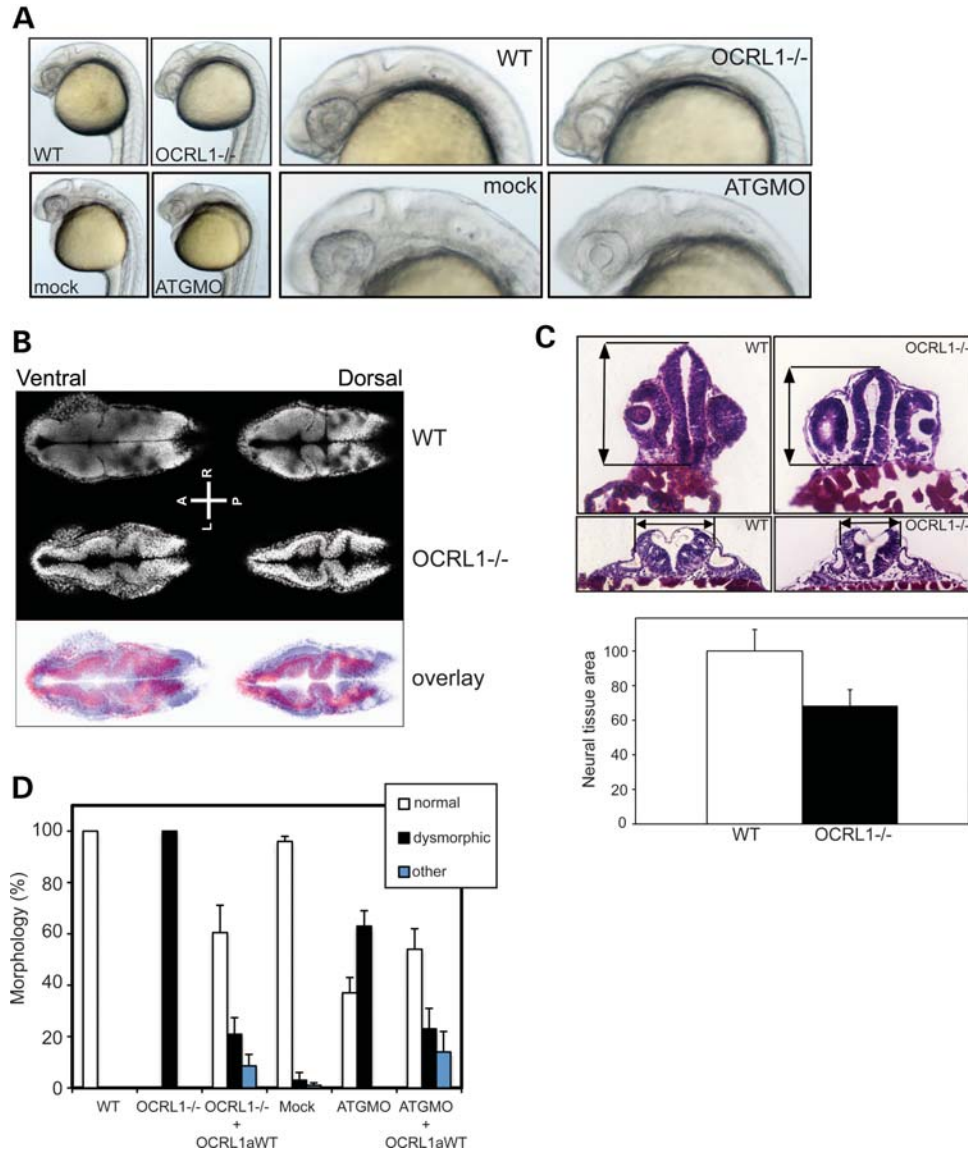 A
WT
OCRL1-/-
WT
OCRL1-/-
mock
ATGMO
mock
ATGMO
B
Ventral
Dorsal
WT
R
A
P
L
OCRL1-/-
overlay
C
WT
OCRL1-/-
WT
OCRL1-/-
Neural tissue area
100
80
60
40
20
0
WT
OCRL1-/-
D
normal
dysmorphic
other
Morphology (%)
100
80
60
40
20
0
WT
OCRL1-/-
OCRL1-/-
+
OCRL1aWT
Mock
ATGMO
ATGMO
+
OCRL1aWT